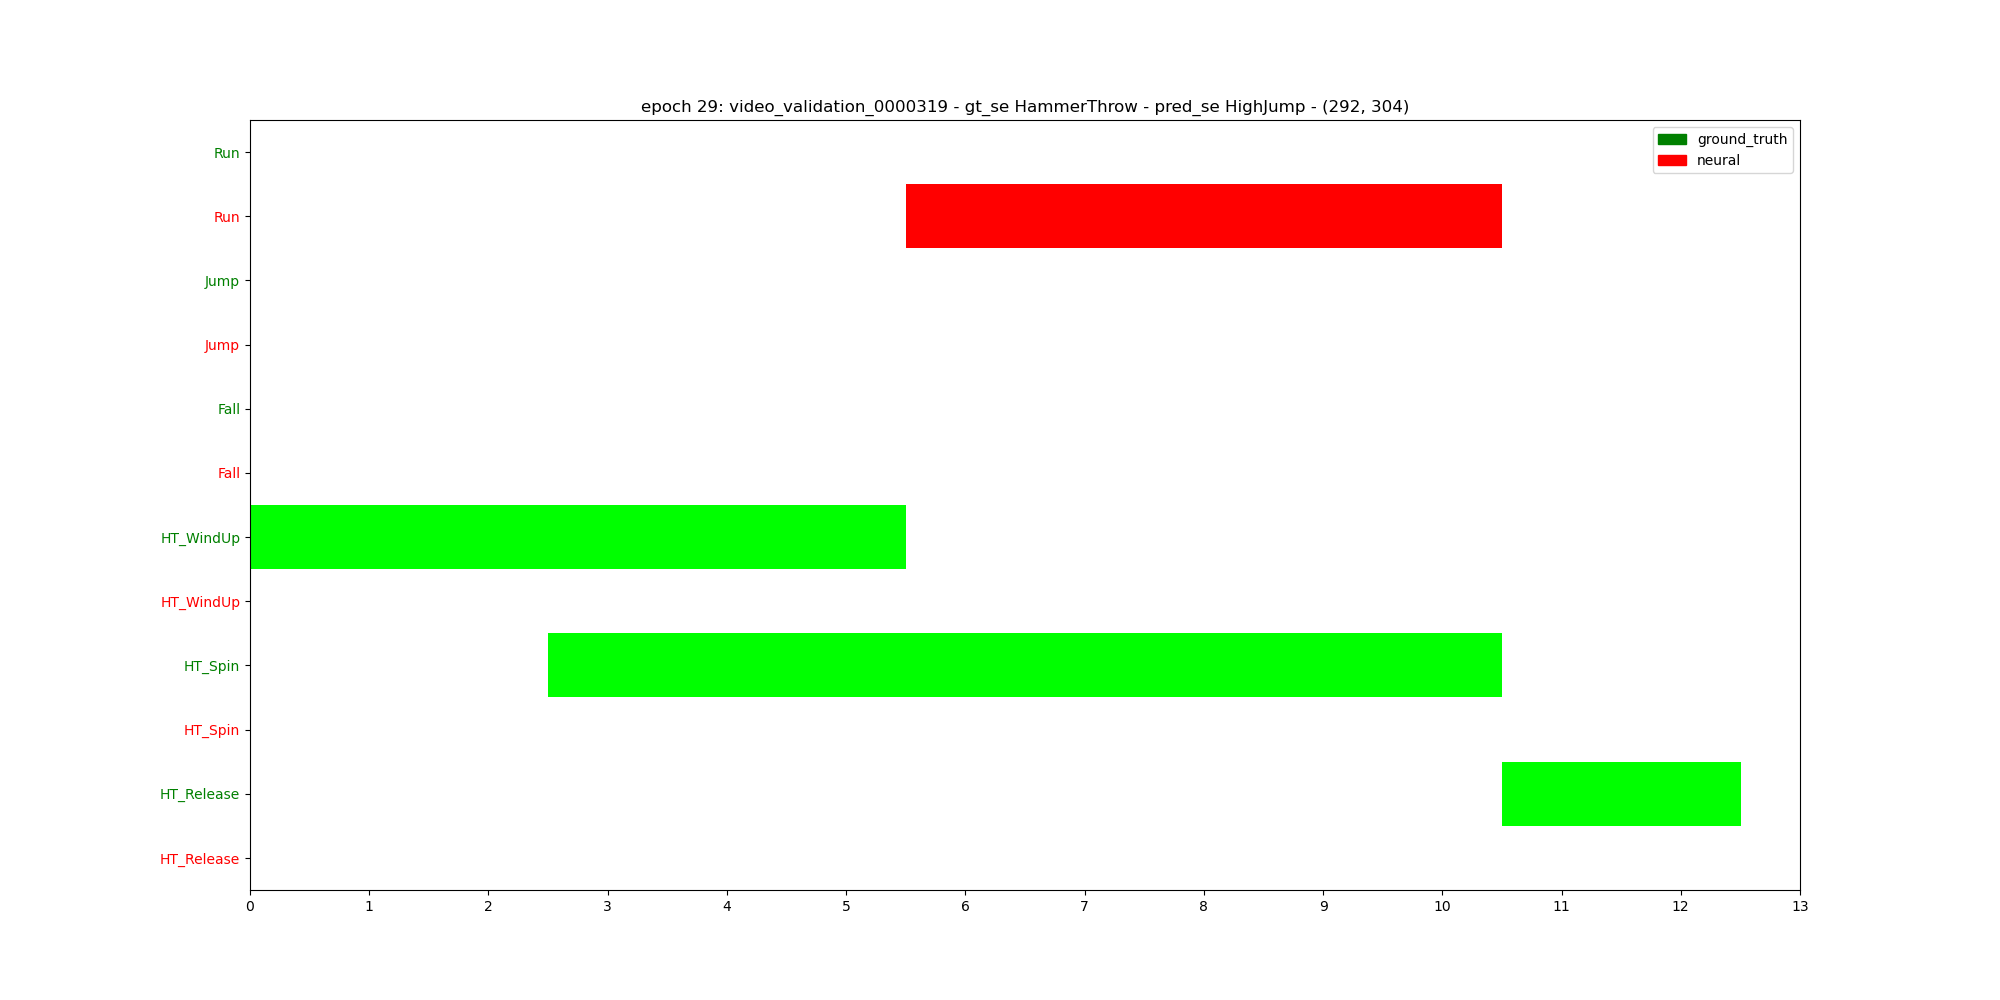 epoch 29: video_validation_0000319 - gt_se HammerThrow - pred_se HighJump - (292, 304)
ground_truth
neural
Run
Run
Jump
Jump
Fall
Fall
HT_WindUp
HT_WindUp
HT_Spin
HT_Spin
HT_Release
HT_Release
0 1 2 3 4 5 6 7 8 9 10 11 12 13